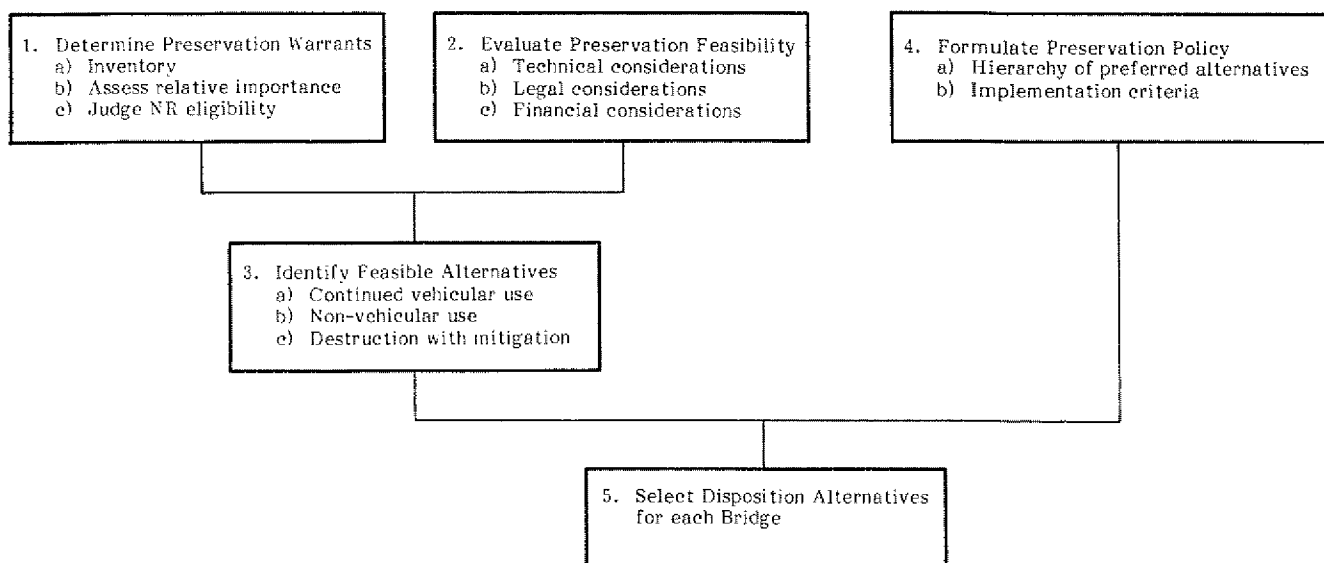 1. Determine Preservation Warrants
a) Inventory
b) Assess relative importance
c) Judge NR eligibility
2. Evaluate Preservation Feasibility
a) Technical considerations
b) Legal considerations
c) Financial considerations
4. Formulate Preservation Policy
a) Hierarchy of preferred alternatives
b) Implementation criteria
3. Identify Feasible Alternatives
a) Continued vehicular use
b) Non-vehicular use
c) Destruction with mitigation
5. Select Disposition Alternatives
for each Bridge